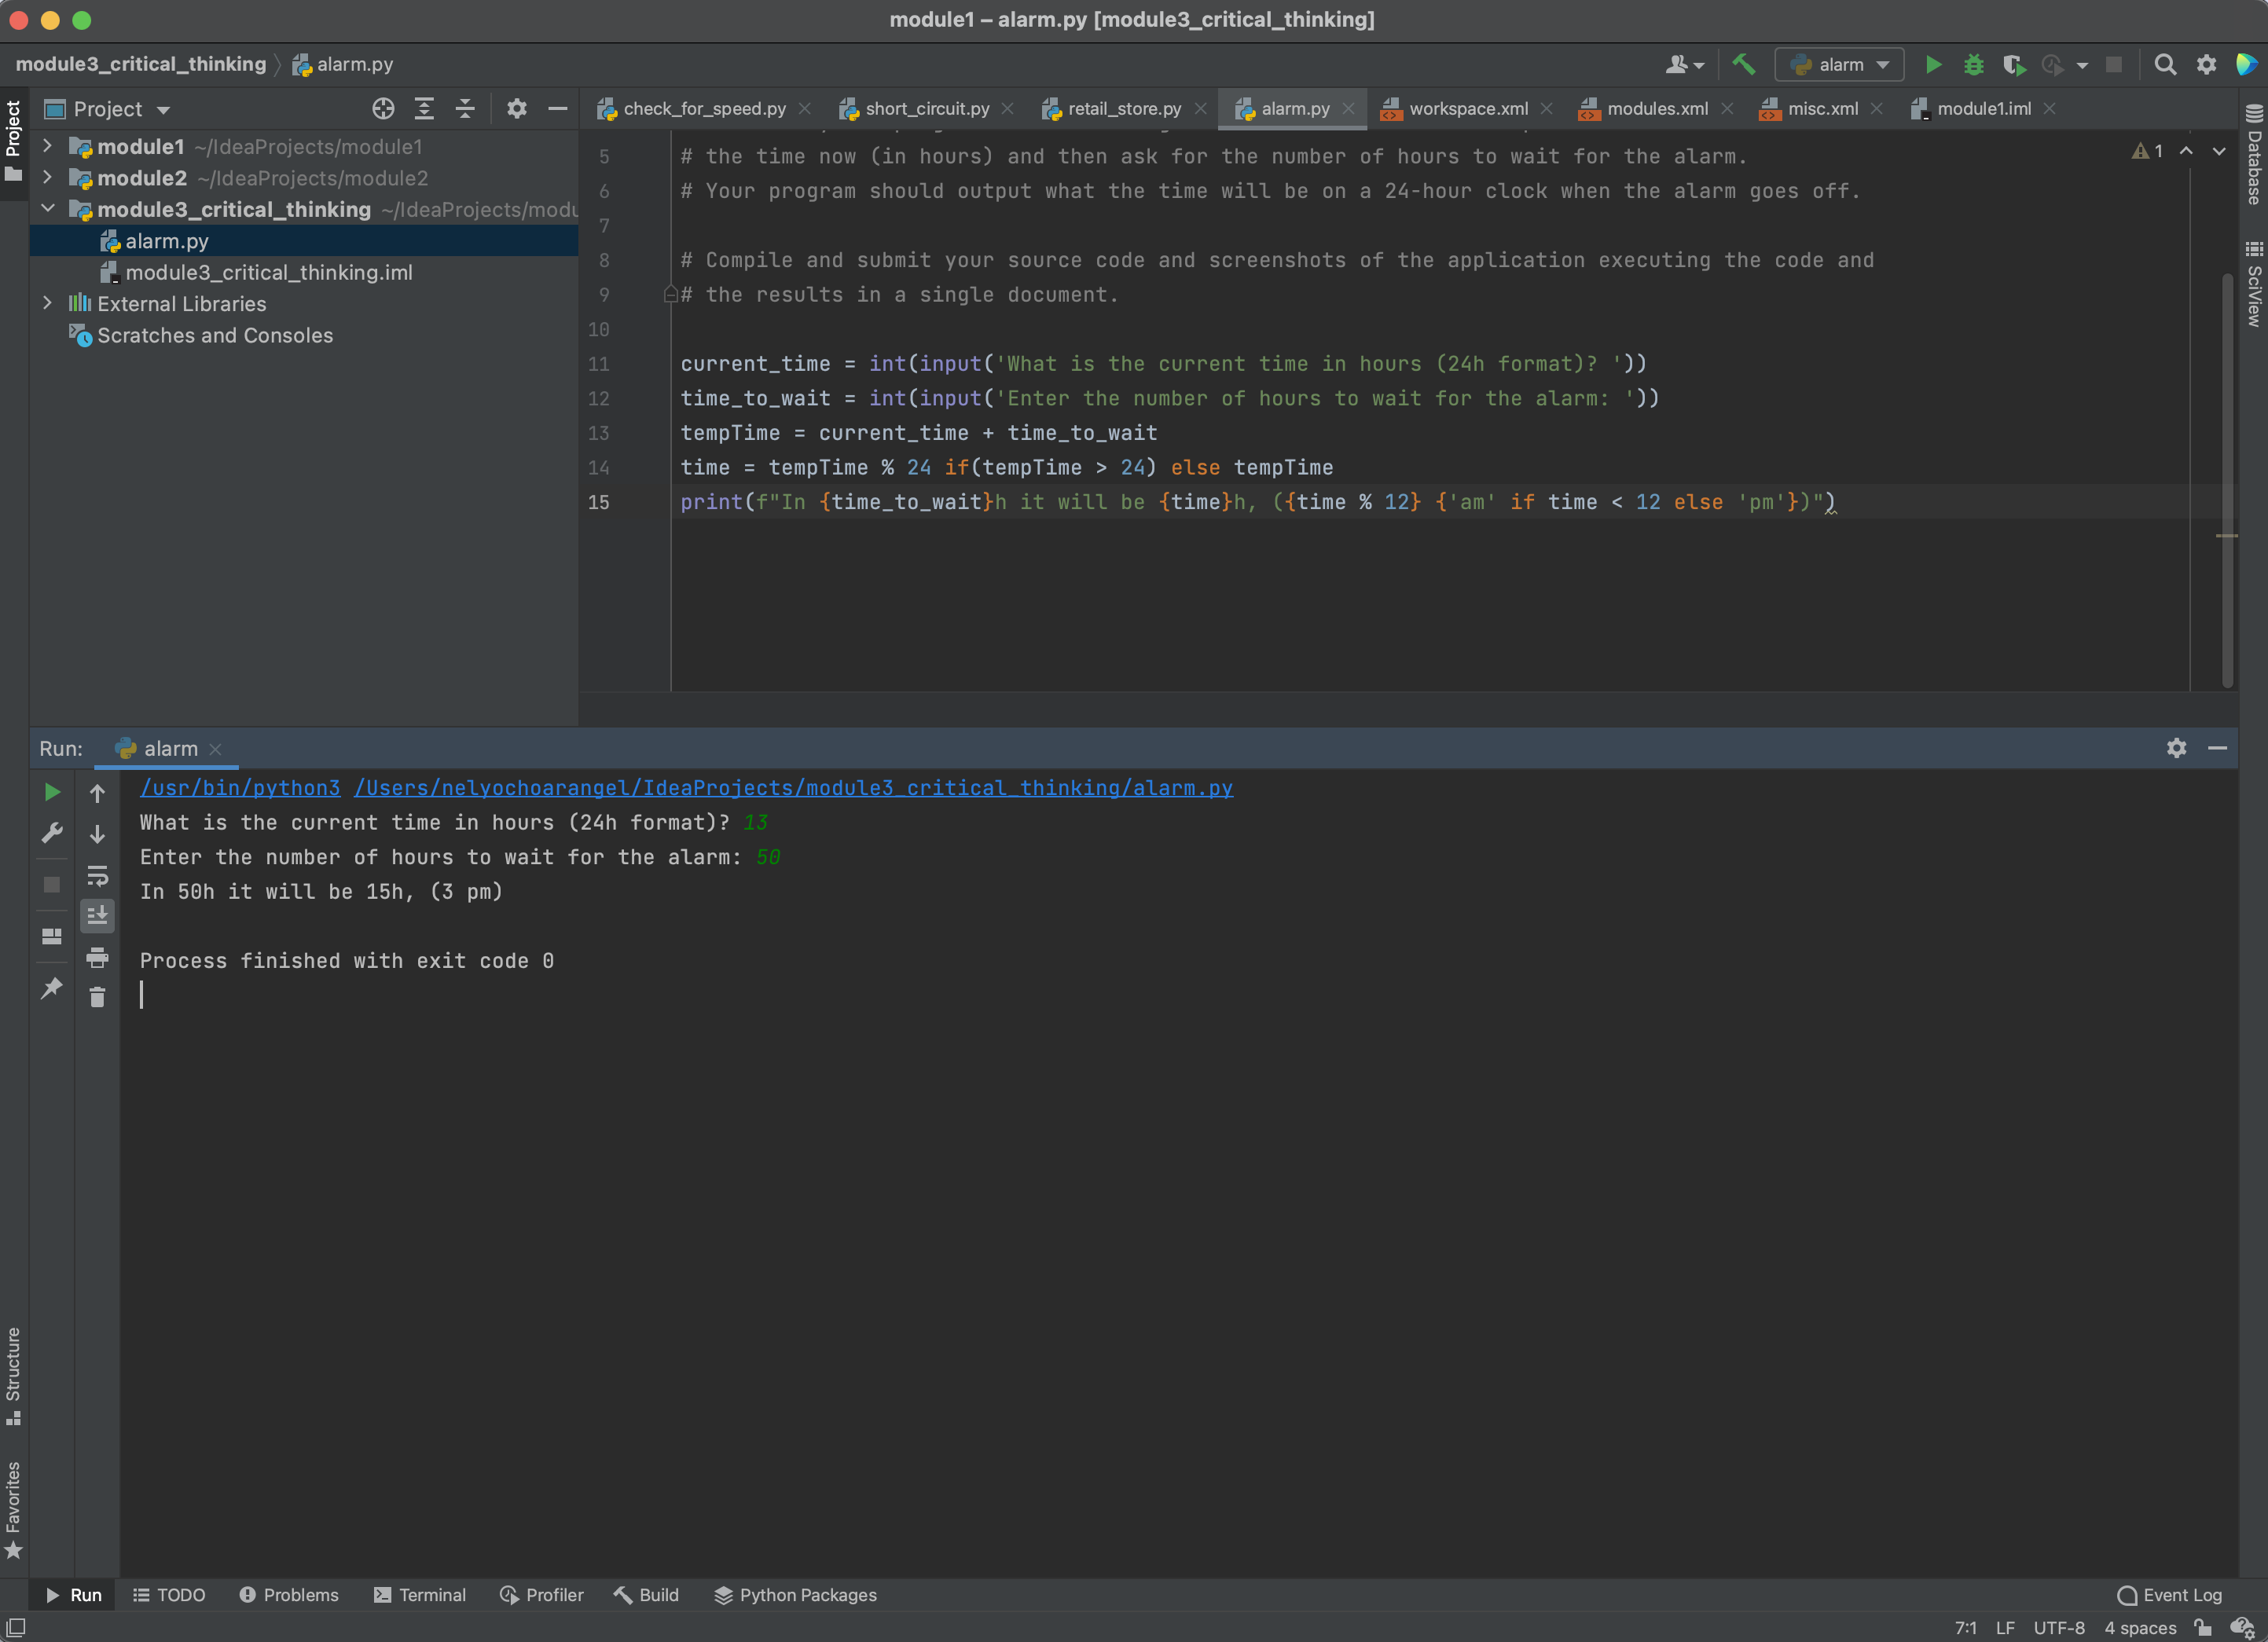 module1 – alarm.py [module3_critical_thinking]
module3_critical_thinking
alarm.py
alarm
Project
Project
module1 ~/IdeaProjects/module1
module2 ~/IdeaProjects/module2
module3_critical_thinking ~/IdeaProjects/modu
alarm.py
module3_critical_thinking.iml
External Libraries
Scratches and Consoles
check_for_speed.py
short_circuit.py
retail_store.py
alarm.py
workspace.xml
modules.xml
misc.xml
module1.iml
5 # the time now (in hours) and then ask for the number of hours to wait for the alarm.
6 # Your program should output what the time will be on a 24-hour clock when the alarm goes off.
7
8 # Compile and submit your source code and screenshots of the application executing the code and
9 # the results in a single document.
10
11 current_time = int(input('What is the current time in hours (24h format)? '))
12 time_to_wait = int(input('Enter the number of hours to wait for the alarm: '))
13 tempTime = current_time + time_to_wait
14 time = tempTime % 24 if(tempTime > 24) else tempTime
15 print(f"In {time_to_wait}h it will be {time}h, ({time % 12} {'am' if time < 12 else 'pm'})")
1
Database
SciView
Run:
alarm
/usr/bin/python3 /Users/nelyochoarangel/IdeaProjects/module3_critical_thinking/alarm.py
What is the current time in hours (24h format)? 13
Enter the number of hours to wait for the alarm: 50
In 50h it will be 15h, (3 pm)
Process finished with exit code 0
Structure
Favorites
Run
TODO
Problems
Terminal
Profiler
Build
Python Packages
Event Log
7:1 LF UTF-8 4 spaces